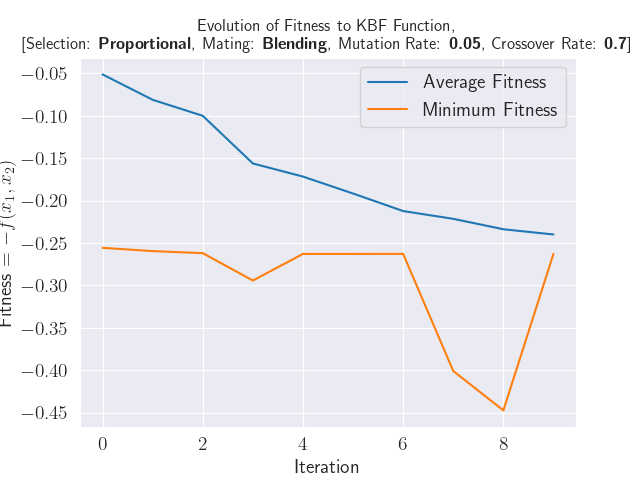 Evolution of Fitness to KBF Function,
[Selection: Proportional, Mating: Blending, Mutation Rate: 0.05, Crossover Rate: 0.7]
Average Fitness
Minimum Fitness
Fitness = −f(x₁, x₂)
−0.05
−0.10
−0.15
−0.20
−0.25
−0.30
−0.35
−0.40
−0.45
0 2 4 6 8
Iteration